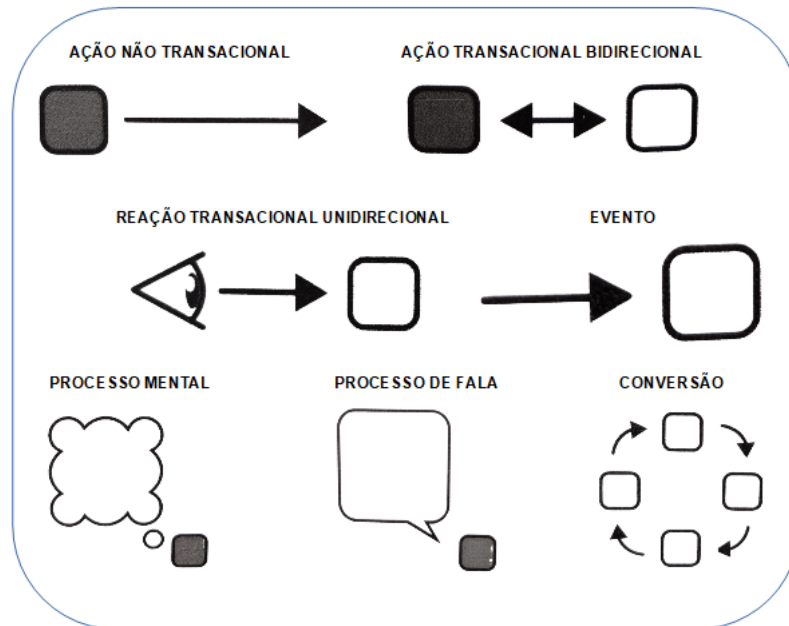 AÇÃO NÃO TRANSACIONAL
AÇÃO TRANSACIONAL BIDIRECIONAL
REAÇÃO TRANSACIONAL UNIDIRECIONAL
EVENTO
PROCESSO MENTAL
PROCESSO DE FALA
CONVERSÃO